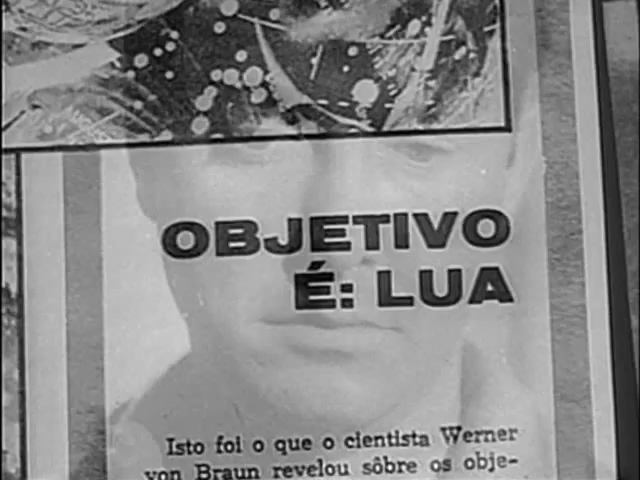 OBJETIVO
É: LUA
Isto foi o que o cientista Werner
von Braun revelou sôbre os obje-